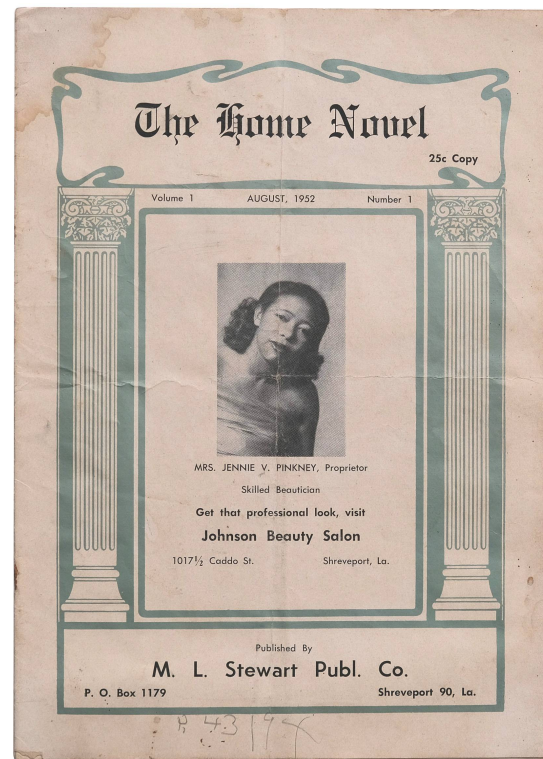 The Home Novel
25c Copy
Volume 1 AUGUST, 1952 Number 1
MRS. JENNIE V. PINKNEY, Proprietor
Skilled Beautician
Get that professional look, visit
Johnson Beauty Salon
1017½ Caddo St. Shreveport, La.
Published By
M. L. Stewart Publ. Co.
P. O. Box 1179 Shreveport 90, La.